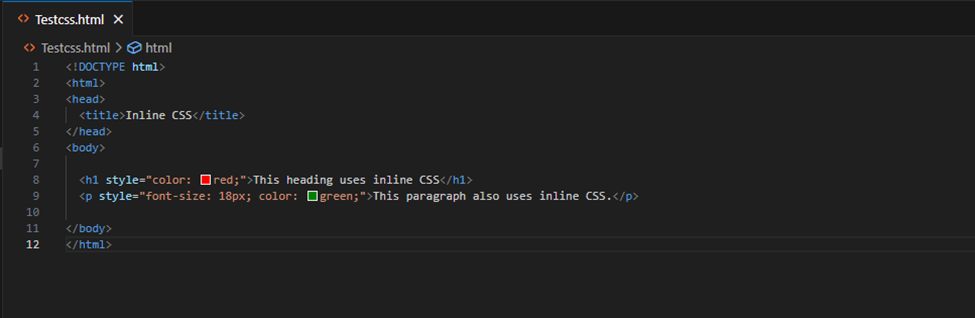 Testcss.html
Testcss.html > html
1 <!DOCTYPE html>
2 <html>
3 <head>
4   <title>Inline CSS</title>
5 </head>
6 <body>
7
8   <h1 style="color: red;">This heading uses inline CSS</h1>
9   <p style="font-size: 18px; color: green;">This paragraph also uses inline CSS.</p>
10
11 </body>
12 </html>